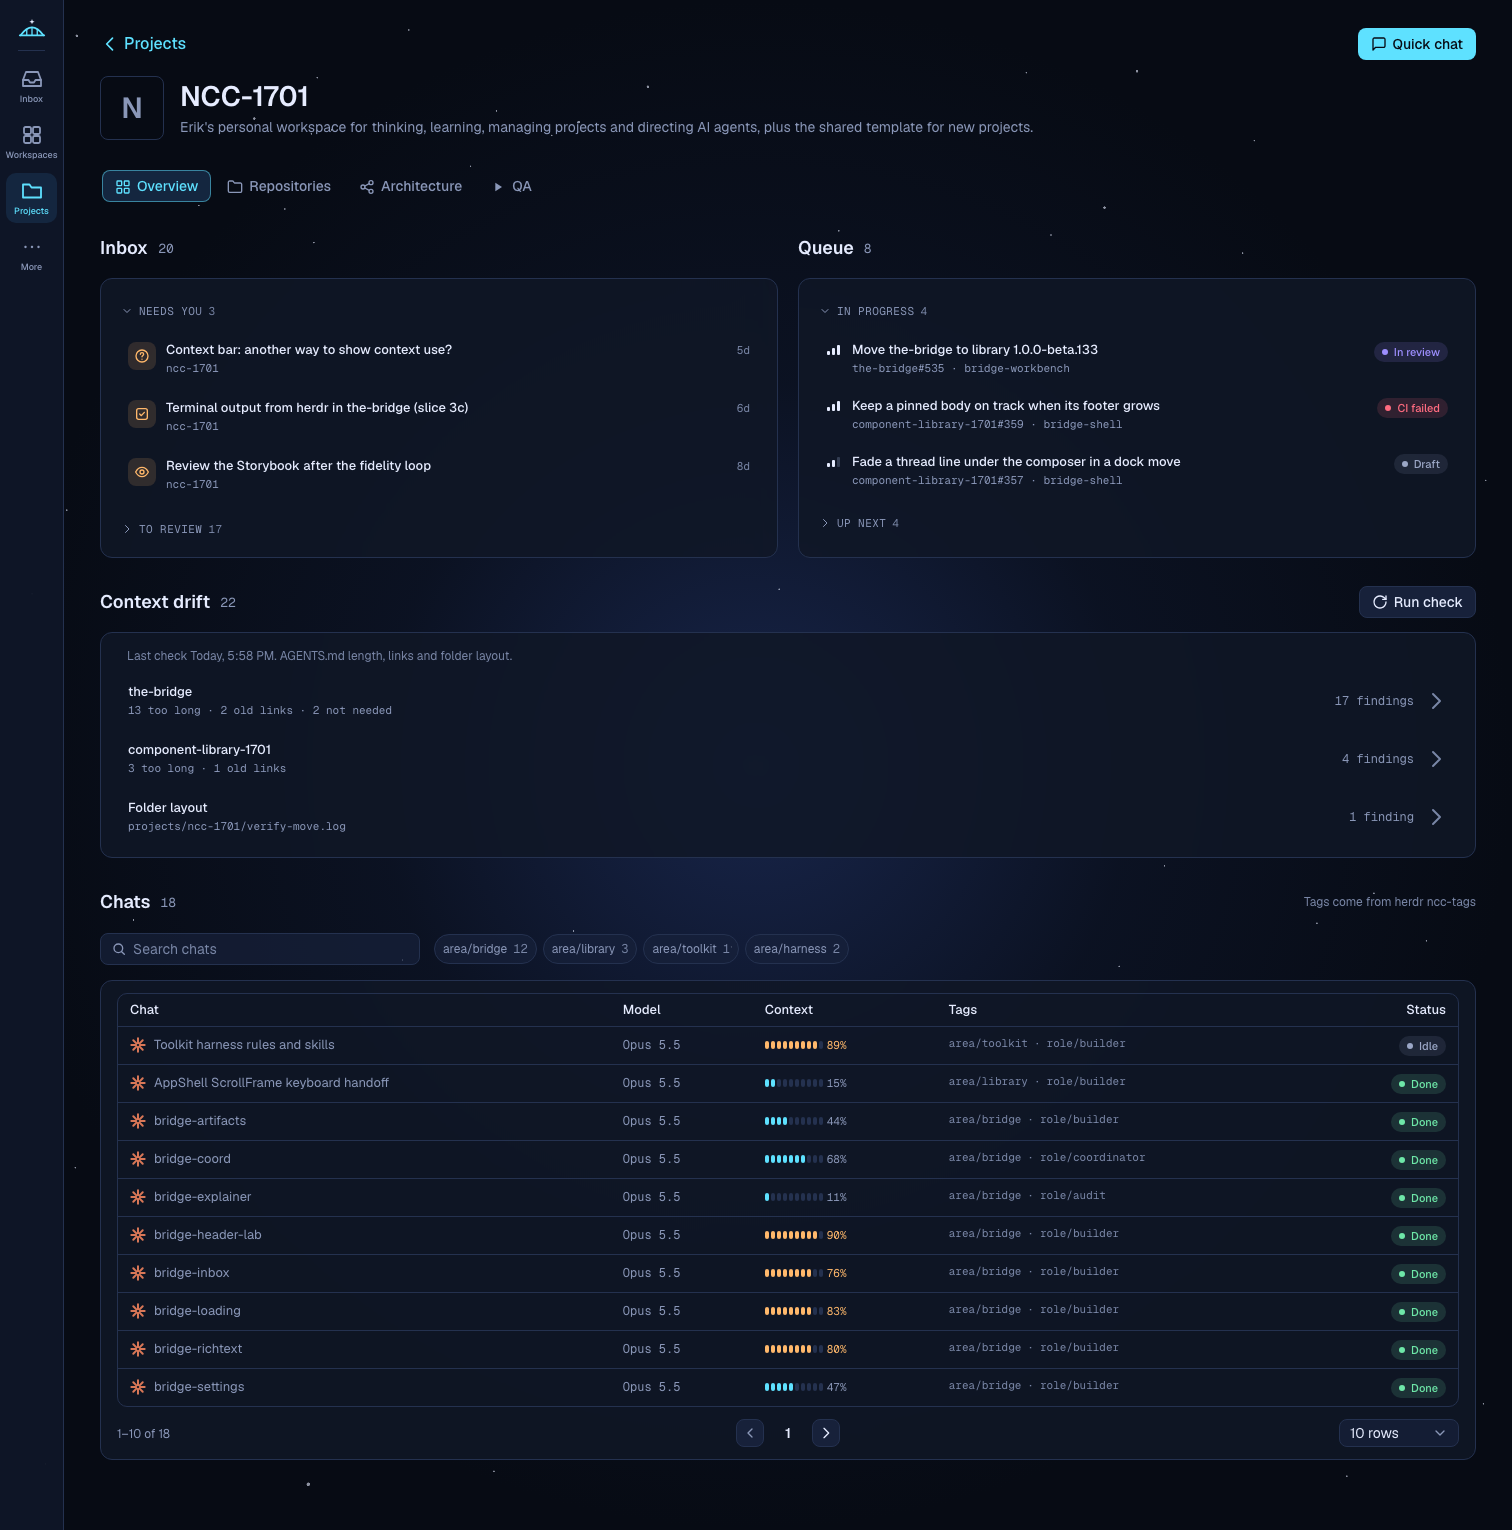 Projects
Quick chat
Inbox
Workspaces
Projects
More
N
NCC-1701
Erik's personal workspace for thinking, learning, managing projects and directing AI agents, plus the shared template for new projects.
Overview
Repositories
Architecture
QA
Inbox 20
NEEDS YOU 3
Context bar: another way to show context use?
5d
ncc-1701
Terminal output from herdr in the-bridge (slice 3c)
6d
ncc-1701
Review the Storybook after the fidelity loop
8d
ncc-1701
TO REVIEW 17
Queue 8
IN PROGRESS 4
Move the-bridge to library 1.0.0-beta.133
In review
the-bridge#535 · bridge-workbench
Keep a pinned body on track when its footer grows
CI failed
component-library-1701#359 · bridge-shell
Fade a thread line under the composer in a dock move
Draft
component-library-1701#357 · bridge-shell
UP NEXT 4
Context drift 22
Run check
Last check Today, 5:58 PM. AGENTS.md length, links and folder layout.
the-bridge
13 too long · 2 old links · 2 not needed
17 findings
component-library-1701
3 too long · 1 old links
4 findings
Folder layout
projects/ncc-1701/verify-move.log
1 finding
Chats 18
Tags come from herdr ncc-tags
Search chats
area/bridge 12
area/library 3
area/toolkit 1
area/harness 2
Chat Model Context Tags Status
Toolkit harness rules and skills Opus 5.5 89% area/toolkit · role/builder Idle
AppShell ScrollFrame keyboard handoff Opus 5.5 15% area/library · role/builder Done
bridge-artifacts Opus 5.5 44% area/bridge · role/builder Done
bridge-coord Opus 5.5 68% area/bridge · role/coordinator Done
bridge-explainer Opus 5.5 11% area/bridge · role/audit Done
bridge-header-lab Opus 5.5 90% area/bridge · role/builder Done
bridge-inbox Opus 5.5 76% area/bridge · role/builder Done
bridge-loading Opus 5.5 83% area/bridge · role/builder Done
bridge-richtext Opus 5.5 80% area/bridge · role/builder Done
bridge-settings Opus 5.5 47% area/bridge · role/builder Done
1–10 of 18
1
10 rows